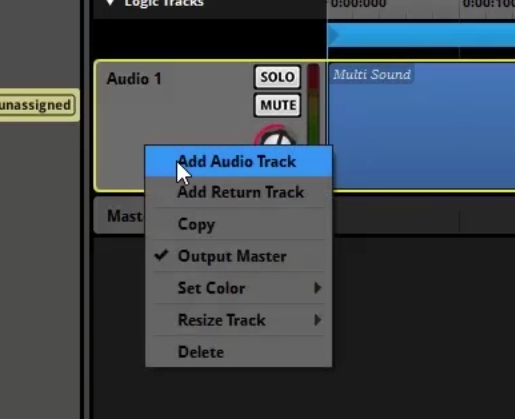 Logic Tracks
0:00:000
0:00:100
unassigned
Audio 1
SOLO
MUTE
Multi Sound
Add Audio Track
Add Return Track
Mast
Copy
Output Master
Set Color
Resize Track
Delete